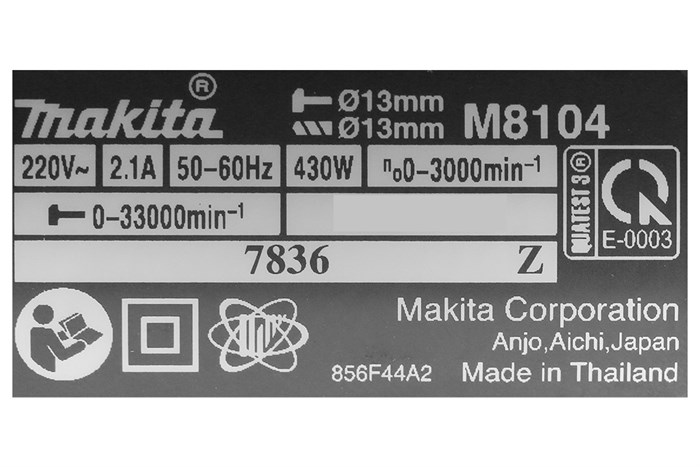 makita®
Ø13mm
Ø13mm
M8104
220V~ 2.1A 50-60Hz 430W n₀0-3000min⁻¹
0-33000min⁻¹
QUATEST 3®
E-0003
7836 Z
Makita Corporation
Anjo,Aichi,Japan
856F44A2 Made in Thailand